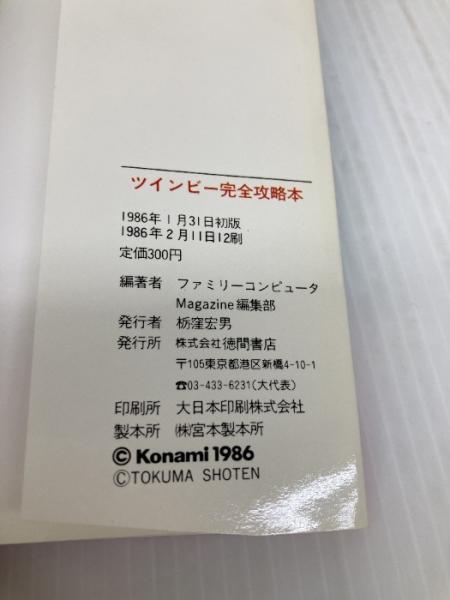 ツインビー完全攻略本
1986年1月31日初版
1986年2月11日12刷
定価300円
編著者 ファミリーコンピュータ
Magazine編集部
発行者 栃窪宏男
発行所 株式会社徳間書店
〒105東京都港区新橋4-10-1
☎03-433-6231(大代表)
印刷所 大日本印刷株式会社
製本所 ㈱宮本製本所
© Konami 1986
©TOKUMA SHOTEN